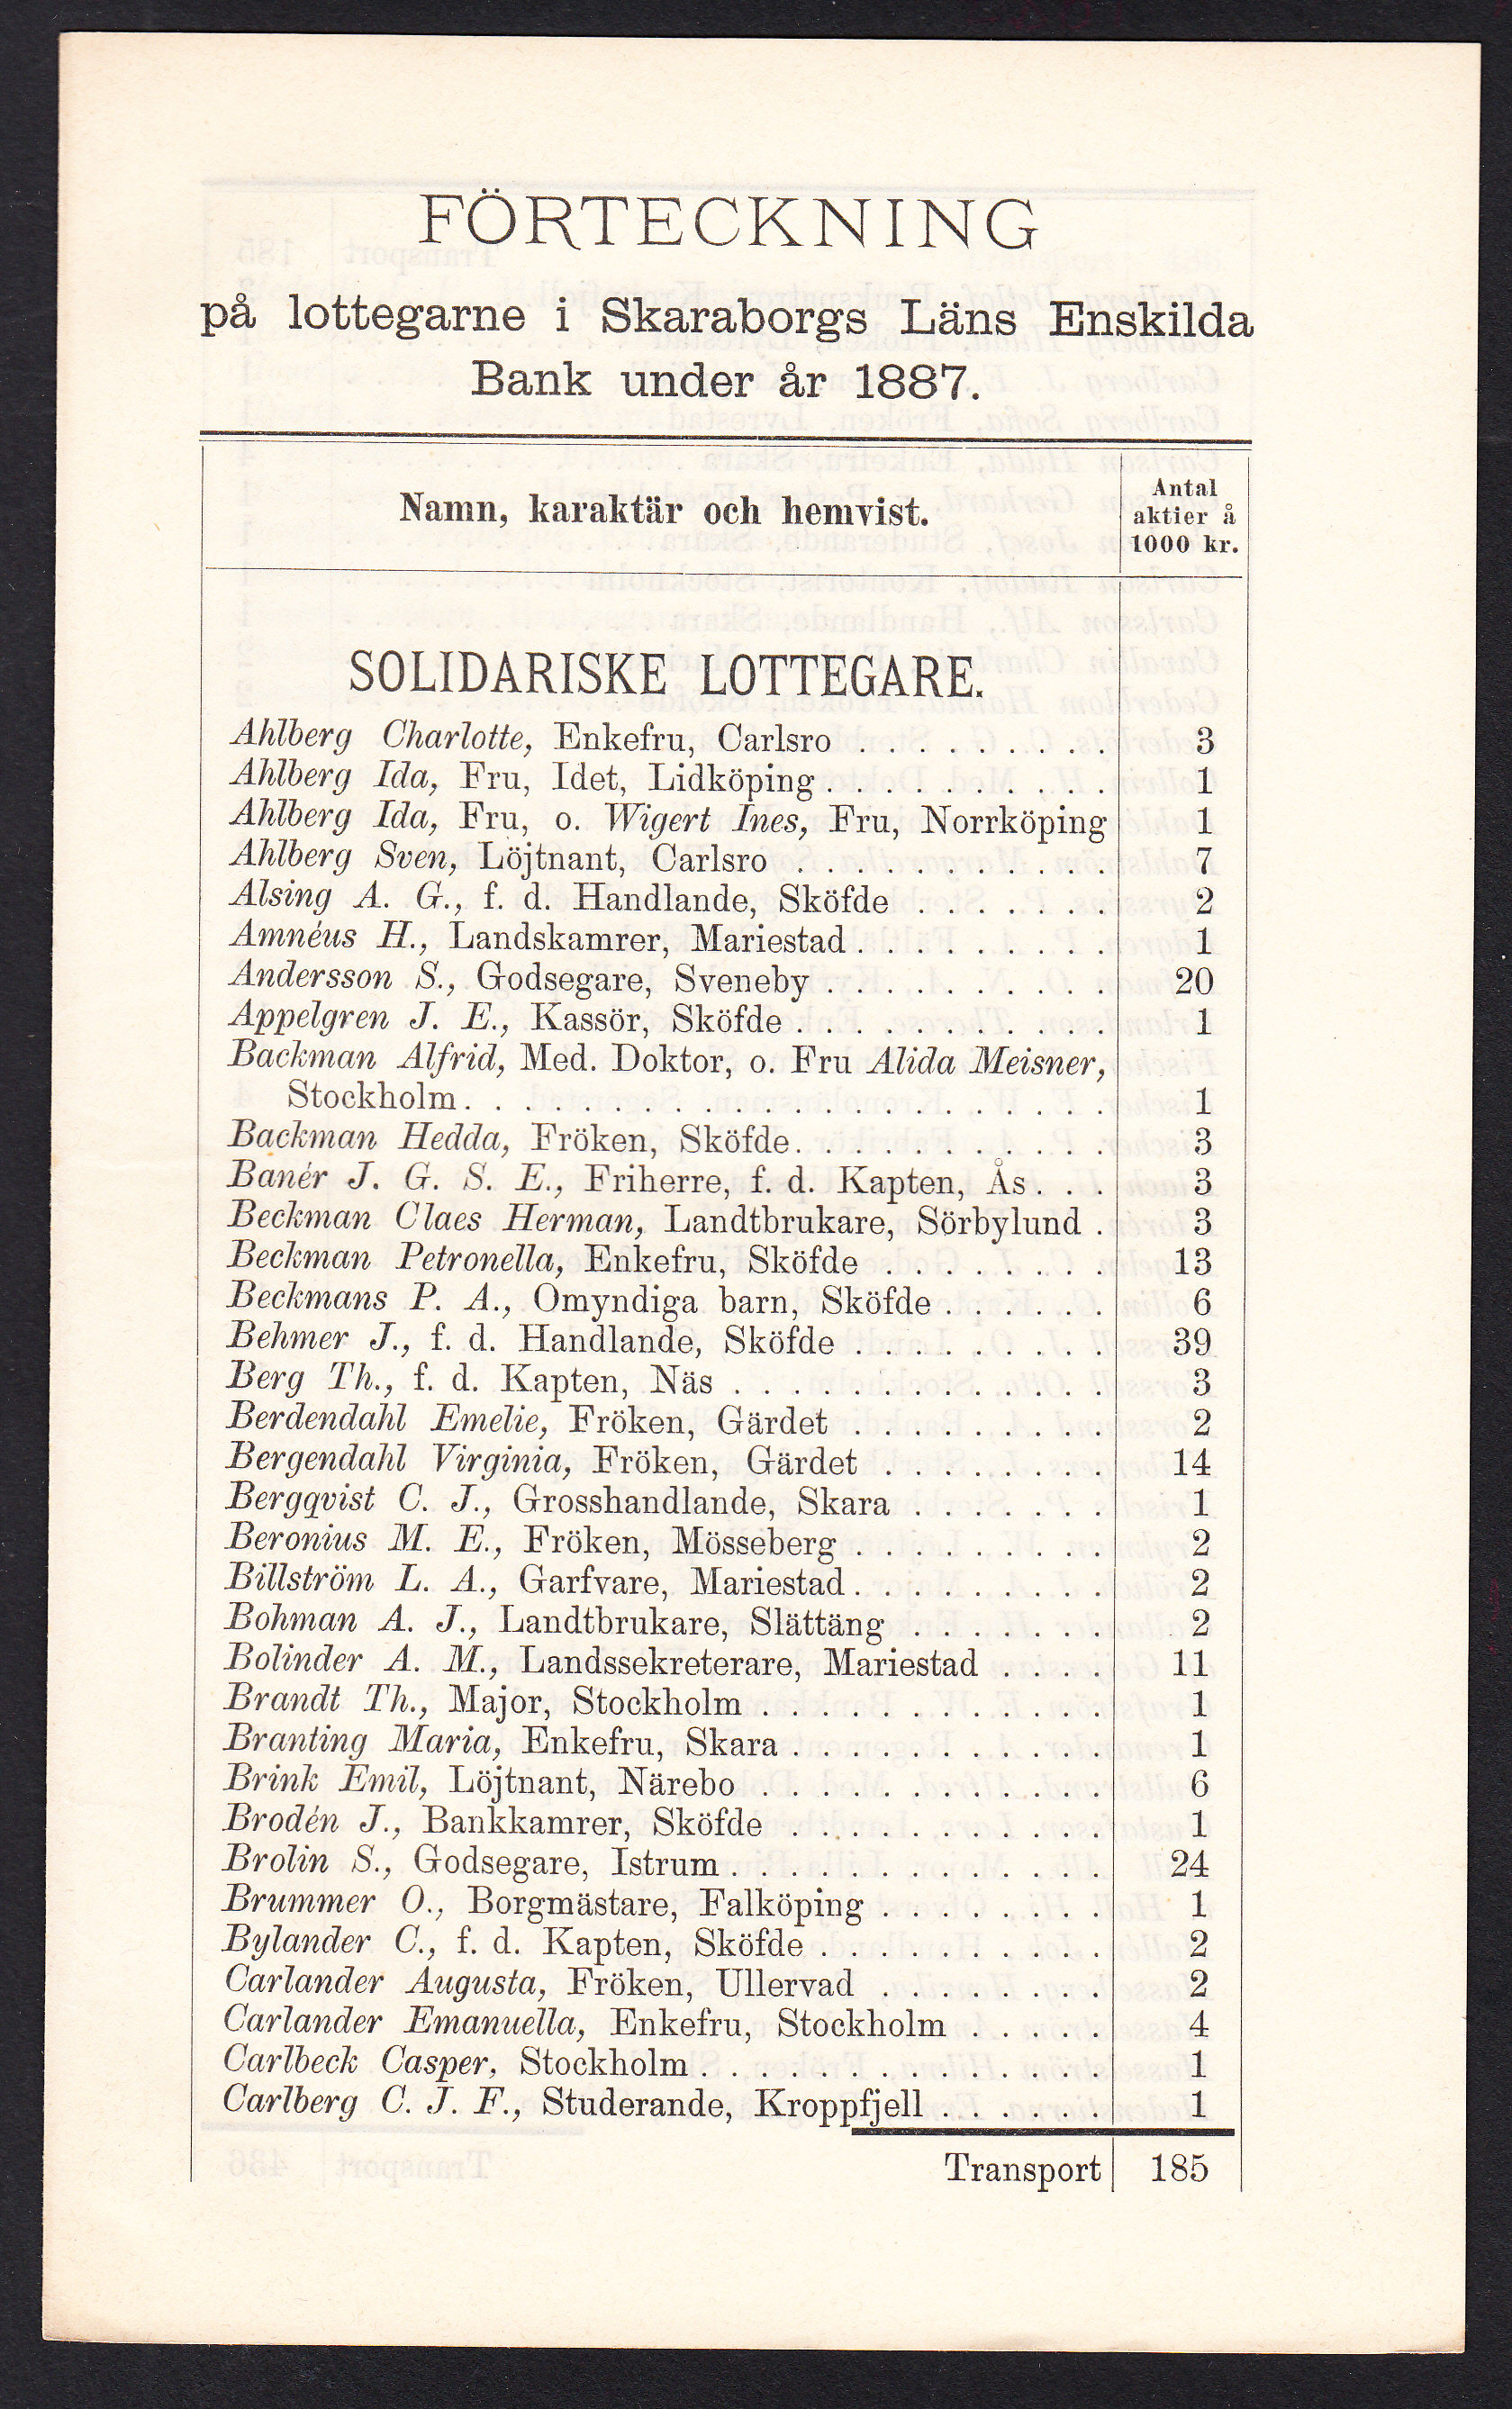 FÖRTECKNING
på lottegarne i Skaraborgs Läns Enskilda
Bank under år 1887.
Namn, karaktär och hemvist.
Antal
aktier å
1000 kr.
SOLIDARISKE LOTTEGARE.
Ahlberg Charlotte, Enkefru, Carlsro . . . . . . . . . 3
Ahlberg Ida, Fru, Idet, Lidköping . . . . . . . . . . 1
Ahlberg Ida, Fru, o. Wigert Ines, Fru, Norrköping 1
Ahlberg Sven, Löjtnant, Carlsro . . . . . . . . . . . 7
Alsing A. G., f. d. Handlande, Sköfde . . . . . . . 2
Amnéus H., Landskamrer, Mariestad . . . . . . . . . 1
Andersson S., Godsegare, Sveneby . . . . . . . . . . 20
Appelgren J. E., Kassör, Sköfde . . . . . . . . . . . 1
Backman Alfrid, Med. Doktor, o. Fru Alida Meisner,
Stockholm . . . . . . . . . . . . . . . . . . . . . . 1
Backman Hedda, Fröken, Sköfde . . . . . . . . . . . 3
Banér J. G. S. E., Friherre, f. d. Kapten, Ås . . . 3
Beckman Claes Herman, Landtbrukare, Sörbylund . 3
Beckman Petronella, Enkefru, Sköfde . . . . . . . . 13
Beckmans P. A., Omyndiga barn, Sköfde . . . . . . 6
Behmer J., f. d. Handlande, Sköfde . . . . . . . . . 39
Berg Th., f. d. Kapten, Näs . . . . . . . . . . . . . 3
Berdendahl Emelie, Fröken, Gärdet . . . . . . . . . 2
Bergendahl Virginia, Fröken, Gärdet . . . . . . . . 14
Bergqvist C. J., Grosshandlande, Skara . . . . . . . 1
Beronius M. E., Fröken, Mösseberg . . . . . . . . . 2
Billström L. A., Garfvare, Mariestad . . . . . . . . . 2
Bohman A. J., Landtbrukare, Slättäng . . . . . . . 2
Bolinder A. M., Landssekreterare, Mariestad . . . . 11
Brandt Th., Major, Stockholm . . . . . . . . . . . . 1
Branting Maria, Enkefru, Skara . . . . . . . . . . . 1
Brink Emil, Löjtnant, Närebo . . . . . . . . . . . . 6
Brodén J., Bankkamrer, Sköfde . . . . . . . . . . . 1
Brolin S., Godsegare, Istrum . . . . . . . . . . . . . 24
Brummer O., Borgmästare, Falköping . . . . . . . . 1
Bylander C., f. d. Kapten, Sköfde . . . . . . . . . . 2
Carlander Augusta, Fröken, Ullervad . . . . . . . . 2
Carlander Emanuella, Enkefru, Stockholm . . . . . 4
Carlbeck Casper, Stockholm . . . . . . . . . . . . . . 1
Carlberg C. J. F., Studerande, Kroppfjell . . . . . . 1
Transport 185